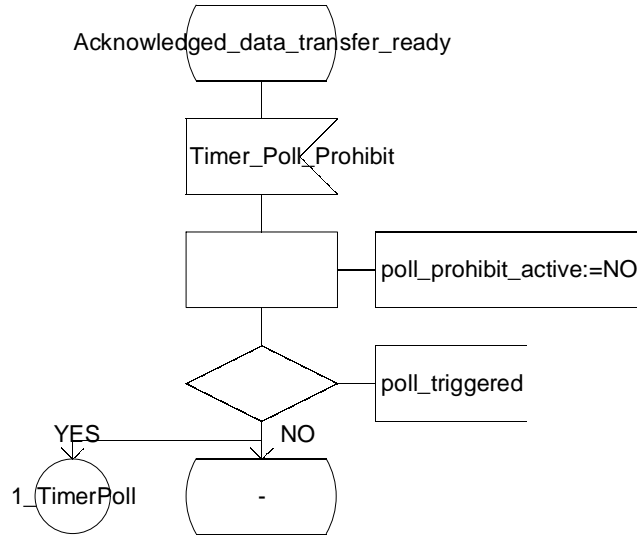 Acknowledged_data_transfer_ready
Timer_Poll_Prohibit
poll_prohibit_active:=NO
poll_triggered
YES
NO
1_TimerPoll
-